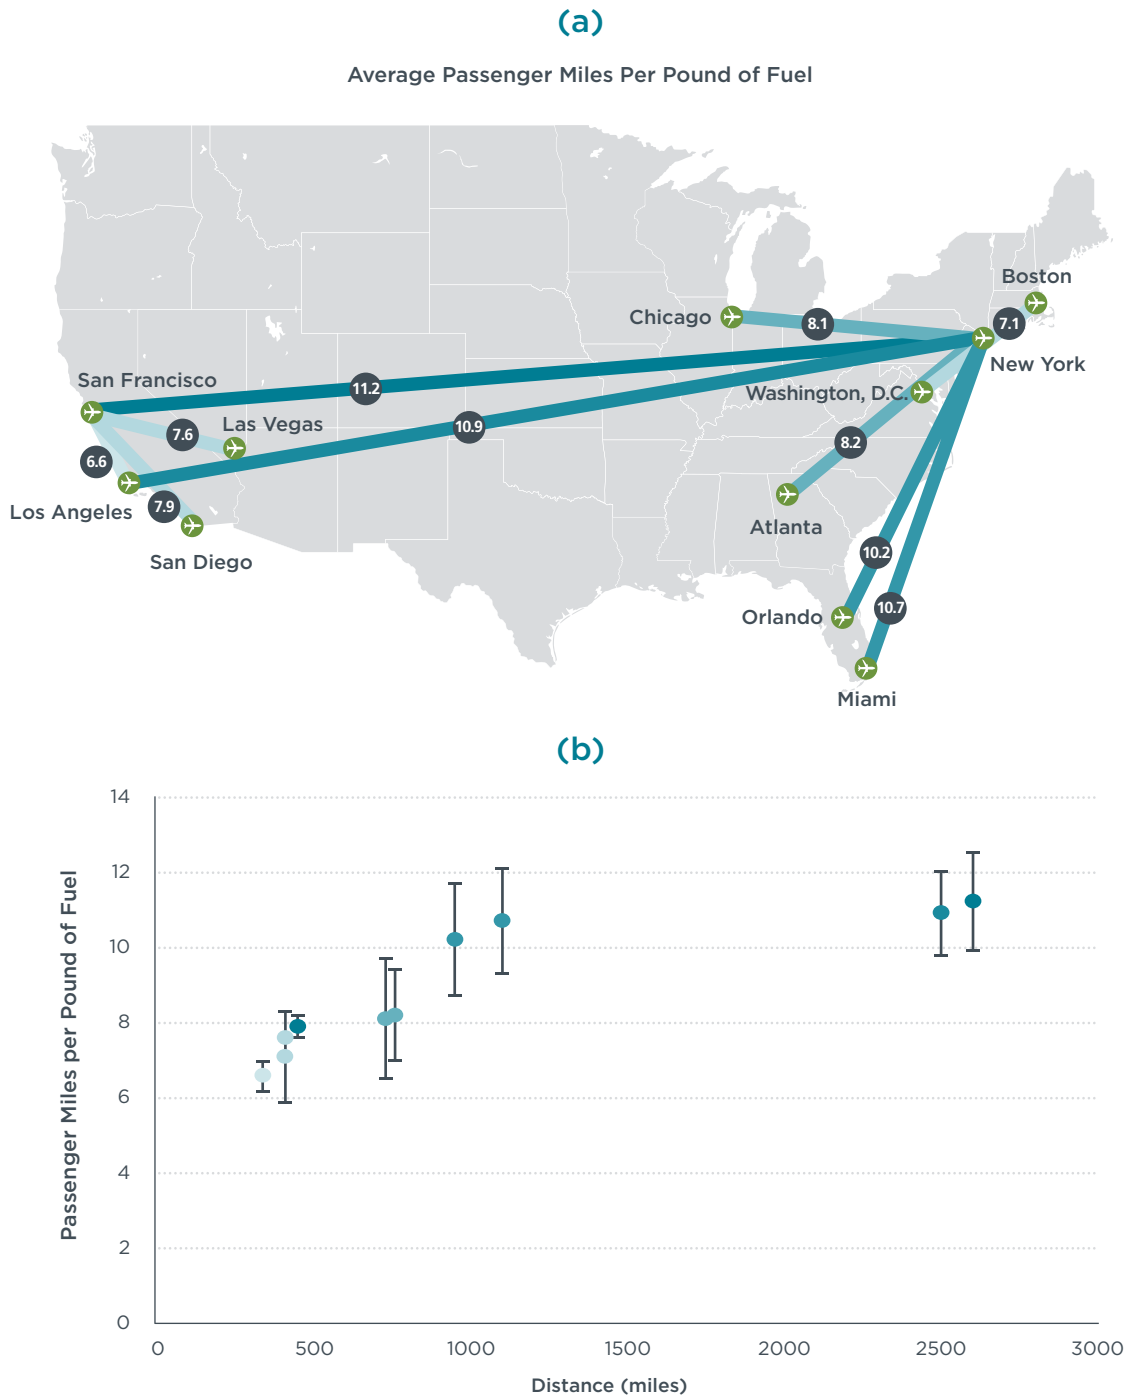 (a)
Average Passenger Miles Per Pound of Fuel
Boston
Chicago
8.1
7.1
New York
San Francisco
11.2
Washington, D.C.
Las Vegas
7.6
10.9
8.2
6.6
Los Angeles
7.9
Atlanta
San Diego
10.2
Orlando
10.7
Miami
(b)
Passenger Miles per Pound of Fuel
14
12
10
8
6
4
2
0
0 500 1000 1500 2000 2500 3000
Distance (miles)